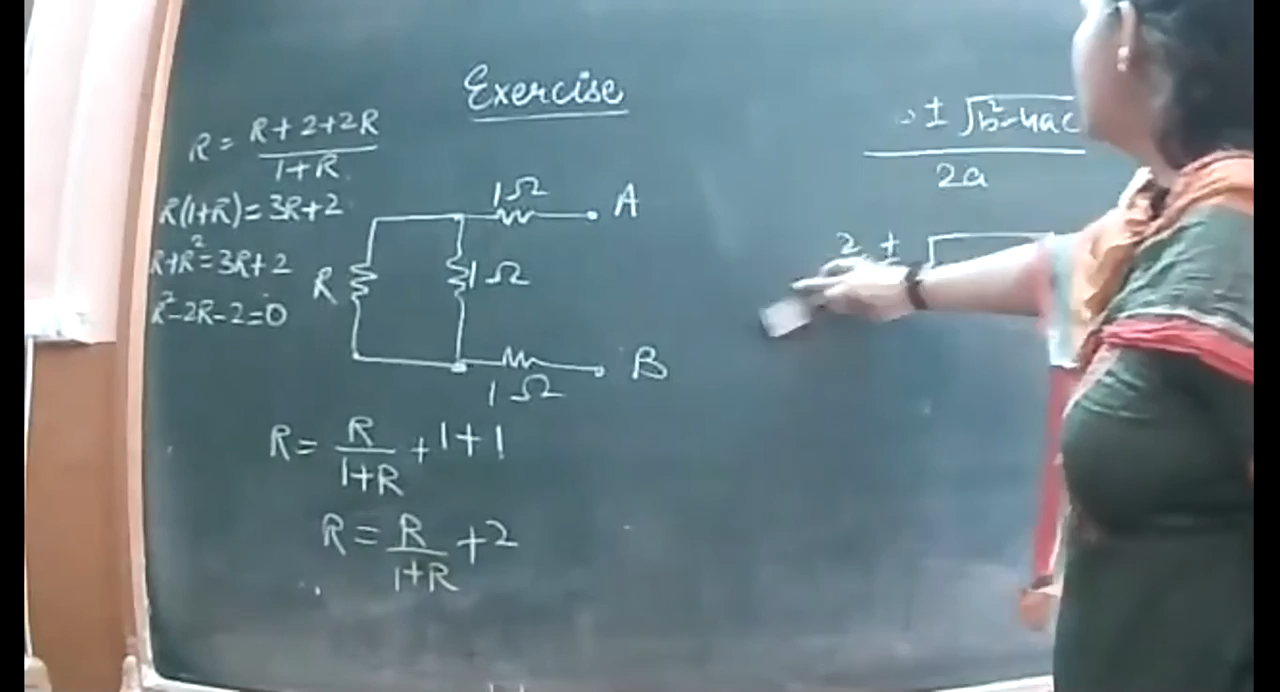 Exercise
R = R + 2 + 2R / 1 + R
R(1+R) = 3R + 2
R + R² = 3R + 2
R² - 2R - 2 = 0
1Ω A
R 1Ω
1Ω B
R = R / 1+R + 1 + 1
R = R / 1+R + 2
± √b² - 4ac
2a
2 ± √